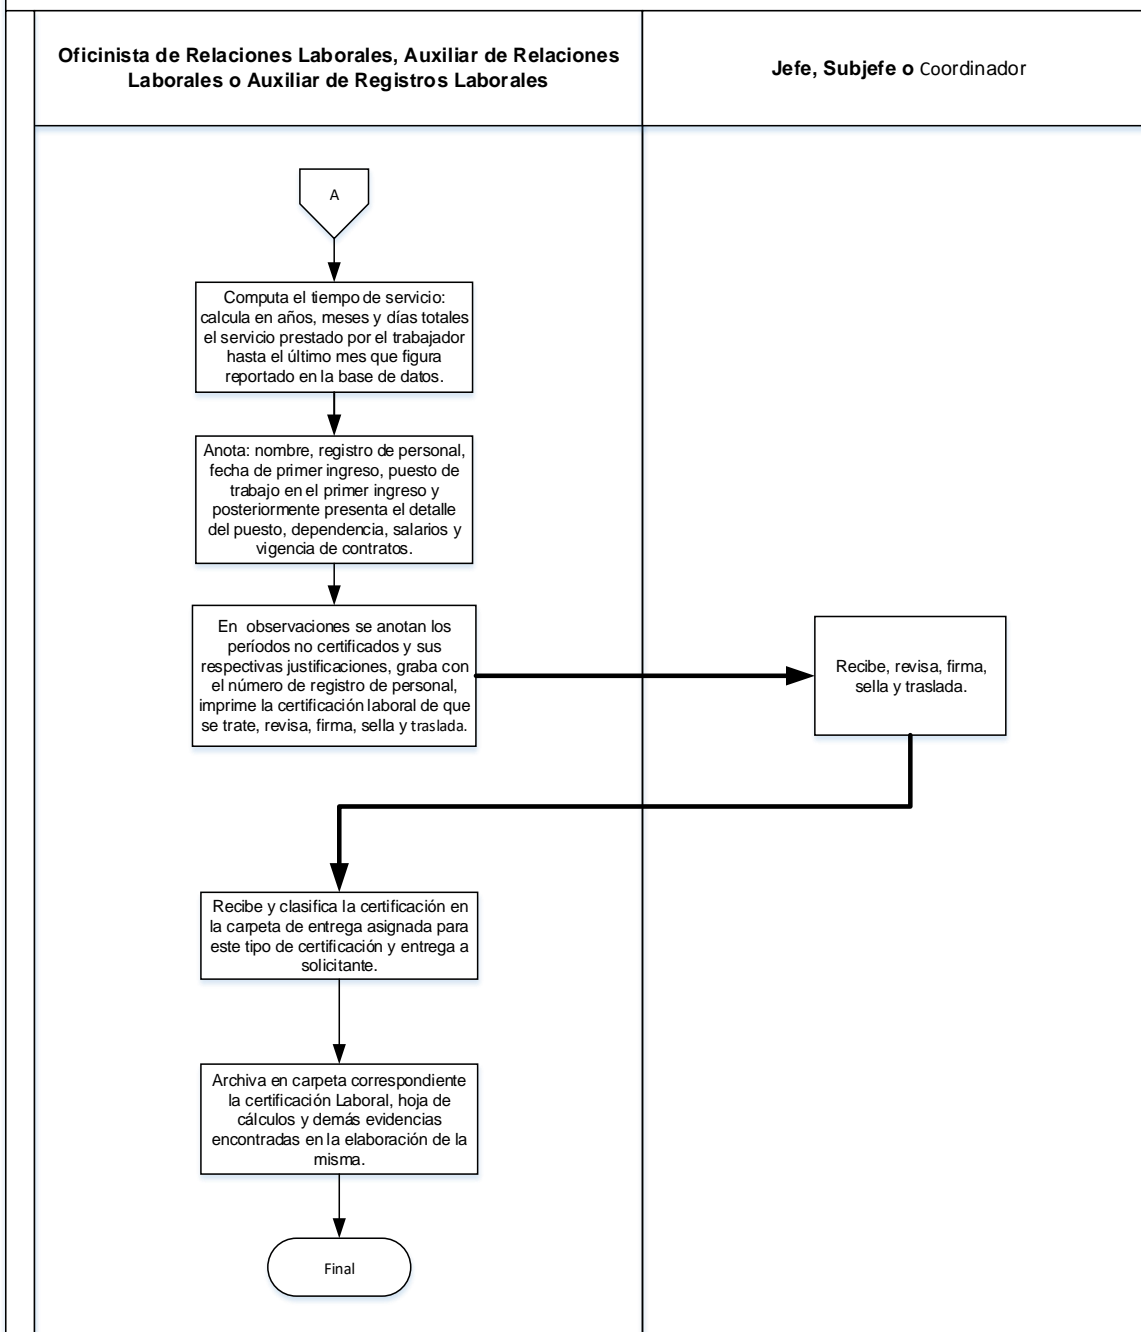 Oficinista de Relaciones Laborales, Auxiliar de Relaciones
Laborales o Auxiliar de Registros Laborales
Jefe, Subjefe o Coordinador
A
Computa el tiempo de servicio:
calcula en años, meses y días totales
el servicio prestado por el trabajador
hasta el último mes que figura
reportado en la base de datos.
Anota: nombre, registro de personal,
fecha de primer ingreso, puesto de
trabajo en el primer ingreso y
posteriormente presenta el detalle
del puesto, dependencia, salarios y
vigencia de contratos.
En observaciones se anotan los
períodos no certificados y sus
respectivas justificaciones, graba con
el número de registro de personal,
imprime la certificación laboral de que
se trate, revisa, firma, sella y traslada.
Recibe, revisa, firma,
sella y traslada.
Recibe y clasifica la certificación en
la carpeta de entrega asignada para
este tipo de certificación y entrega a
solicitante.
Archiva en carpeta correspondiente
la certificación Laboral, hoja de
cálculos y demás evidencias
encontradas en la elaboración de la
misma.
Final